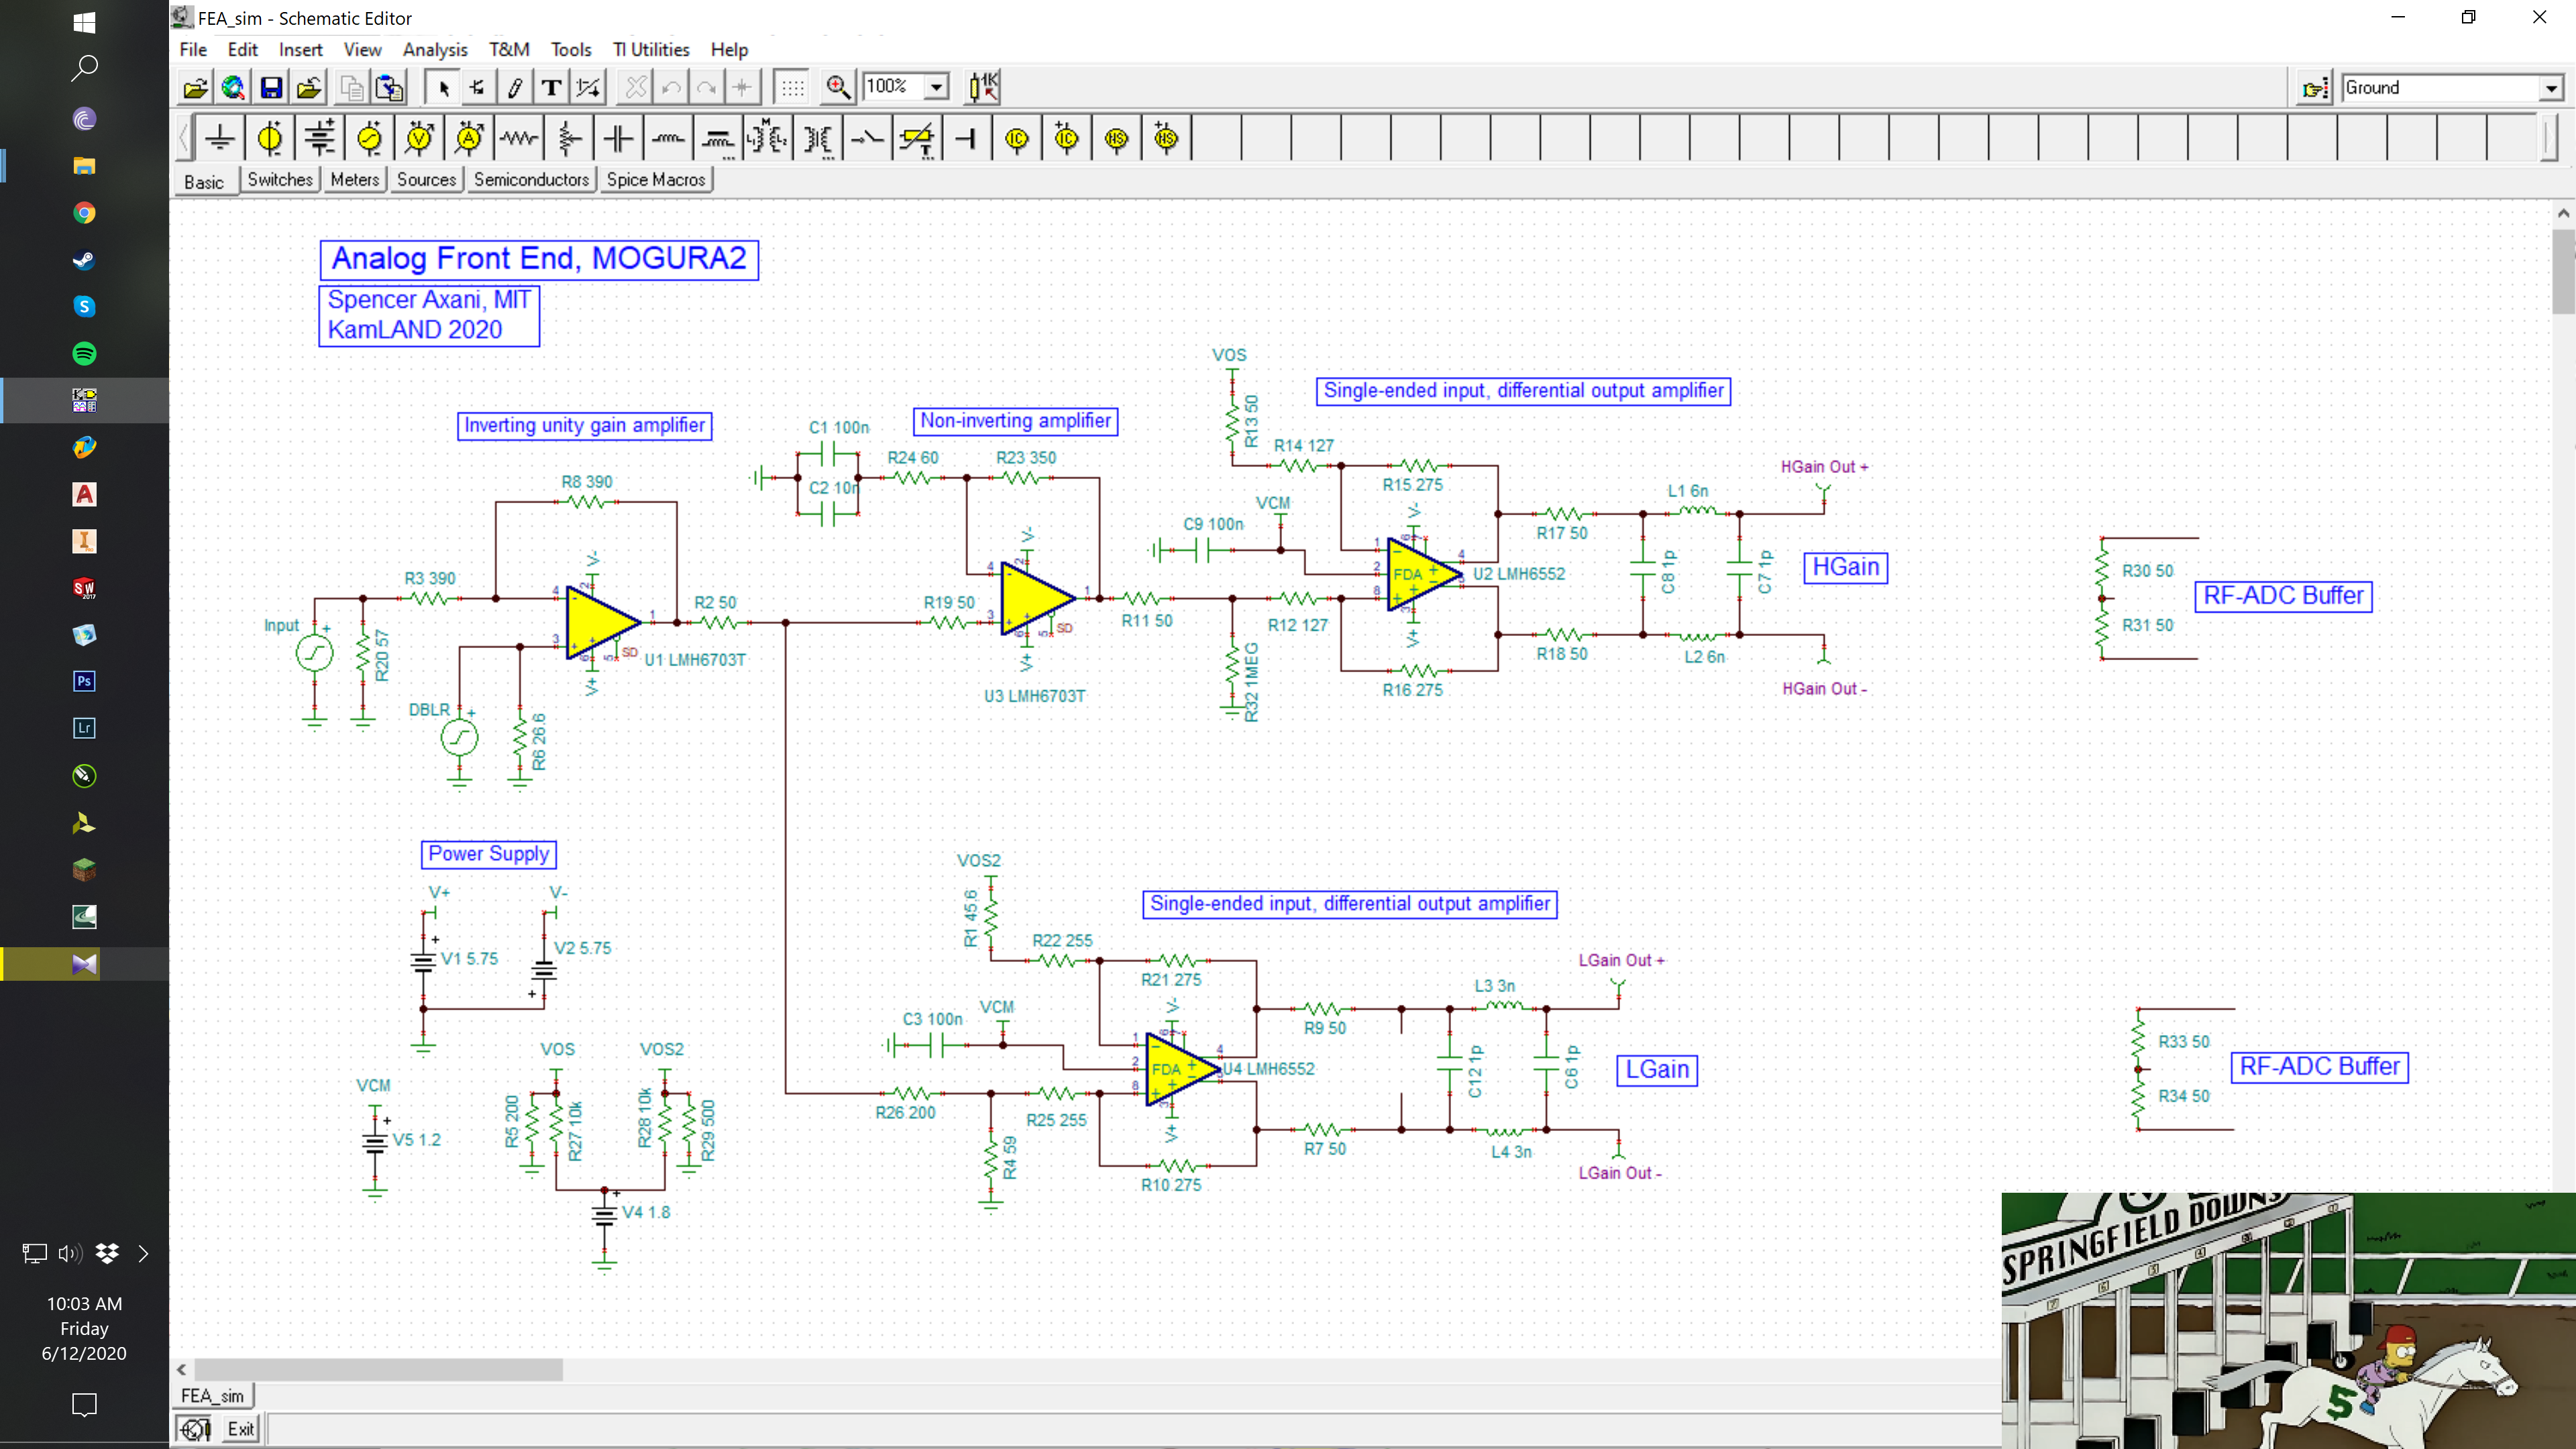 FEA_sim - Schematic Editor
File Edit Insert View Analysis T&M Tools TI Utilities Help
T 100% 1K Ground
Basic Switches Meters Sources Semiconductors Spice Macros
Analog Front End, MOGURA2
Spencer Axani, MIT
KamLAND 2020
VOS
Single-ended input, differential output amplifier
Inverting unity gain amplifier
Non-inverting amplifier
C1 100n
R13 50
R14 127
R24 60
R23 350
HGain Out +
R8 390
C2 10n
R15 275
L1 6n
VCM
V-
C9 100n
R17 50
V-
V-
HGain
C8 1p
C7 1p
R3 390
FDA
U2 LMH6552
R30 50
RF-ADC Buffer
R2 50
R19 50
R11 50
R12 127
R31 50
Input
SD
SD
V+
R20 57
U1 LMH6703T
V+
V+
R18 50
L2 6n
U3 LMH6703T
R32 1MEG
R16 275
HGain Out -
DBLR
R6 26.6
Power Supply
VOS2
V+
V-
Single-ended input, differential output amplifier
R1 45.6
V1 5.75
V2 5.75
R22 255
LGain Out +
R21 275
L3 3n
VCM
V-
C3 100n
R9 50
VOS
VOS2
FDA
U4 LMH6552
C12 1p
C6 1p
LGain
R33 50
RF-ADC Buffer
VCM
R5 200
R27 10k
R28 10k
R29 500
R26 200
R25 255
R34 50
V5 1.2
V+
R4 59
R7 50
L4 3n
R10 275
LGain Out -
V4 1.8
SPRINGFIELD DOWNS
5
10:03 AM
Friday
6/12/2020
FEA_sim
Exit